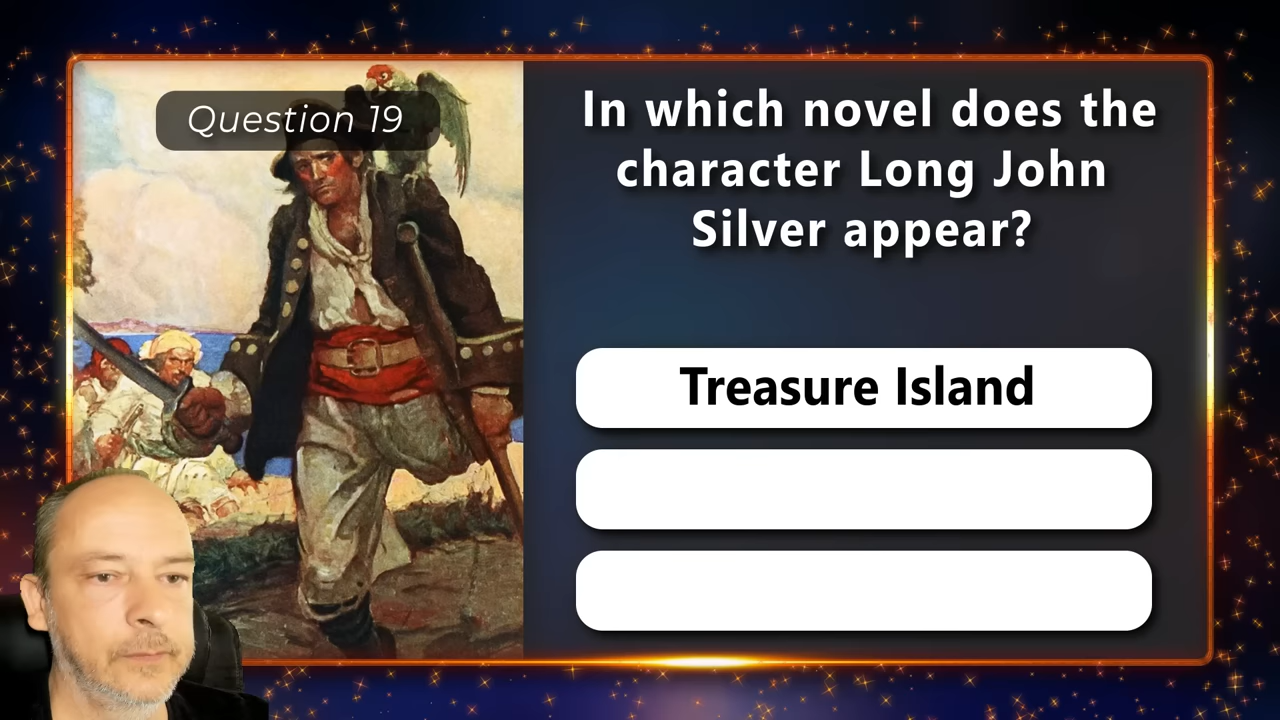 Question 19
In which novel does the
character Long John
Silver appear?
Treasure Island